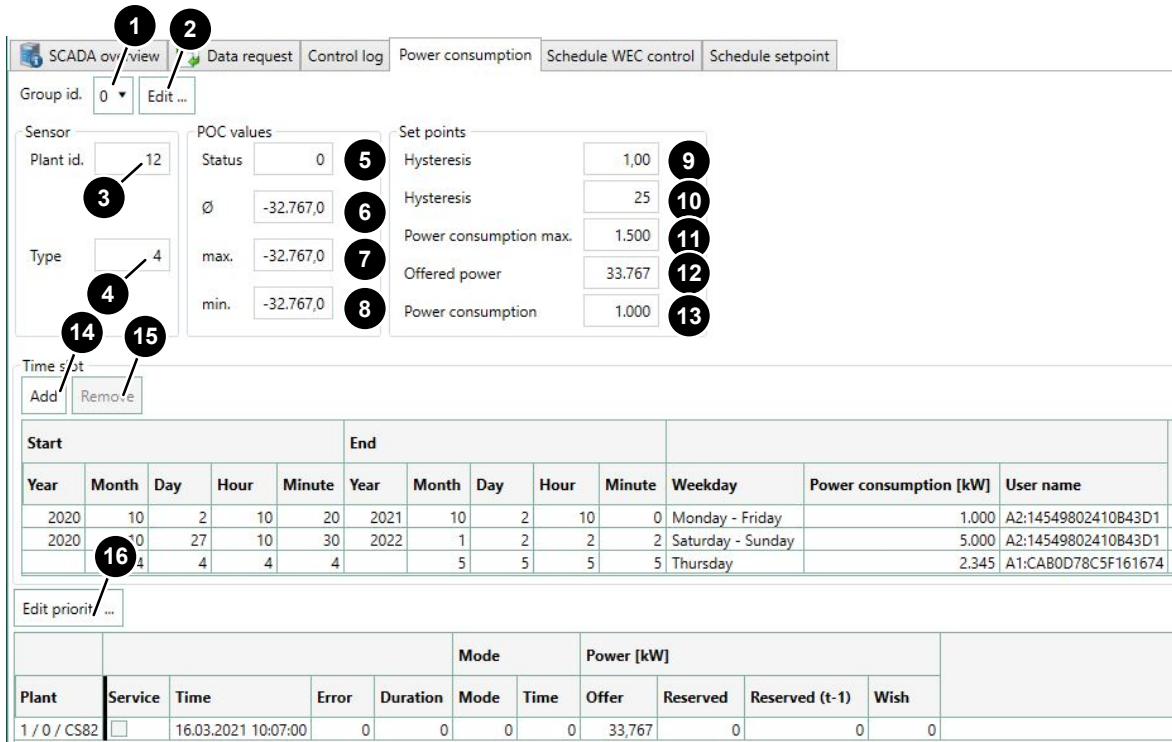 1 2
SCADA overview Data request Control log Power consumption Schedule WEC control Schedule setpoint
Group id. 0 Edit ...
Sensor POC values Set points
Plant id. 12 Status 0 5 Hysteresis 1,00 9
3 Ø -32.767,0 6 Hysteresis 25 10
Power consumption max. 1.500 11
Type 4 max. -32.767,0 7 Offered power 33.767 12
4 min. -32.767,0 8 Power consumption 1.000 13
14 15
Time slot
Add Remove
Start End
Year Month Day Hour Minute Year Month Day Hour Minute Weekday Power consumption [kW] User name
2020 10 2 10 20 2021 10 2 10 0 Monday - Friday 1.000 A2:14549802410B43D1
2020 10 27 10 30 2022 1 2 2 2 Saturday - Sunday 5.000 A2:14549802410B43D1
4 4 4 4 5 5 5 5 Thursday 2.345 A1:CAB0D78C5F161674
16
Edit priority ...
Mode Power [kW]
Plant Service Time Error Duration Mode Time Offer Reserved Reserved (t-1) Wish
1 / 0 / CS82 16.03.2021 10:07:00 0 0 0 0 33,767 0 0 0